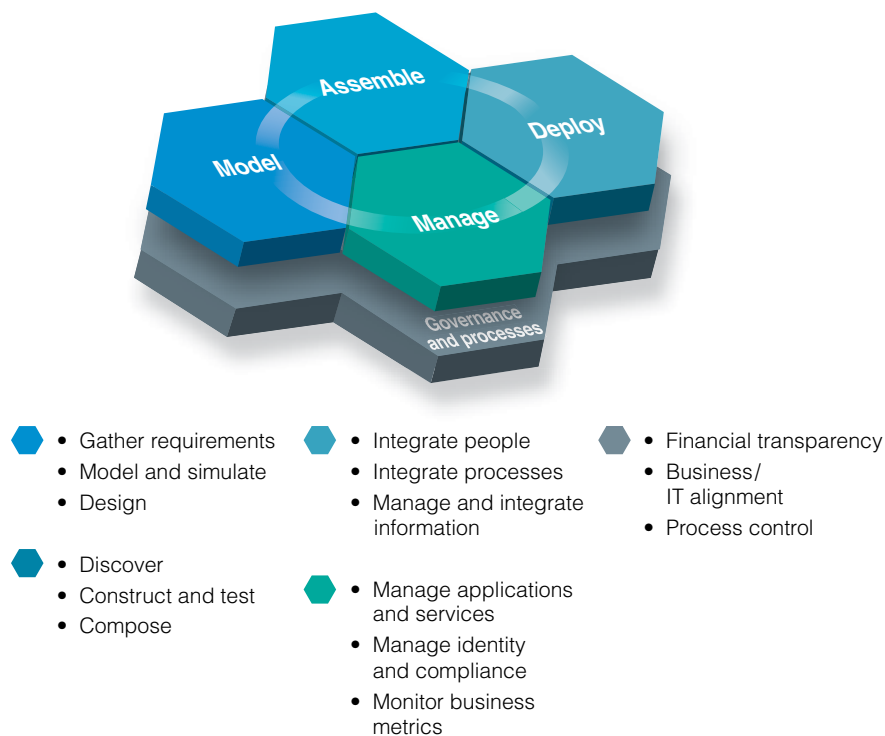 Assemble
Deploy
Model
Manage
Governance
and processes
• Gather requirements
• Model and simulate
• Design
• Discover
• Construct and test
• Compose
• Integrate people
• Integrate processes
• Manage and integrate
information
• Manage applications
and services
• Manage identity
and compliance
• Monitor business
metrics
• Financial transparency
• Business/
IT alignment
• Process control